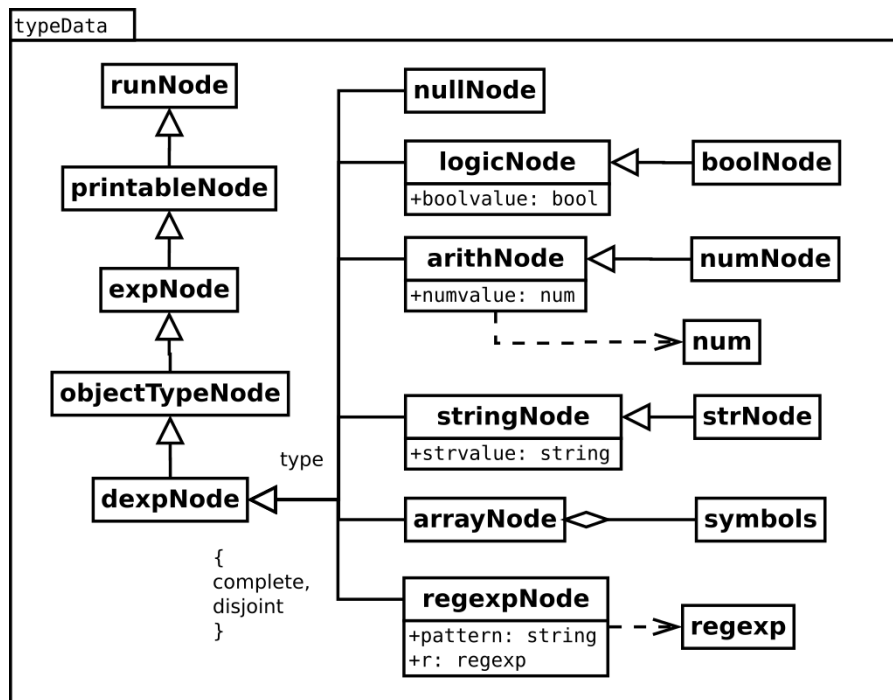 typeData
runNode
nullNode
logicNode
boolNode
+boolvalue: bool
printableNode
arithNode
numNode
+numvalue: num
expNode
num
objectTypeNode
stringNode
strNode
+strvalue: string
type
dexpNode
arrayNode
symbols
{
complete,
disjoint
}
regexpNode
+pattern: string
+r: regexp
regexp